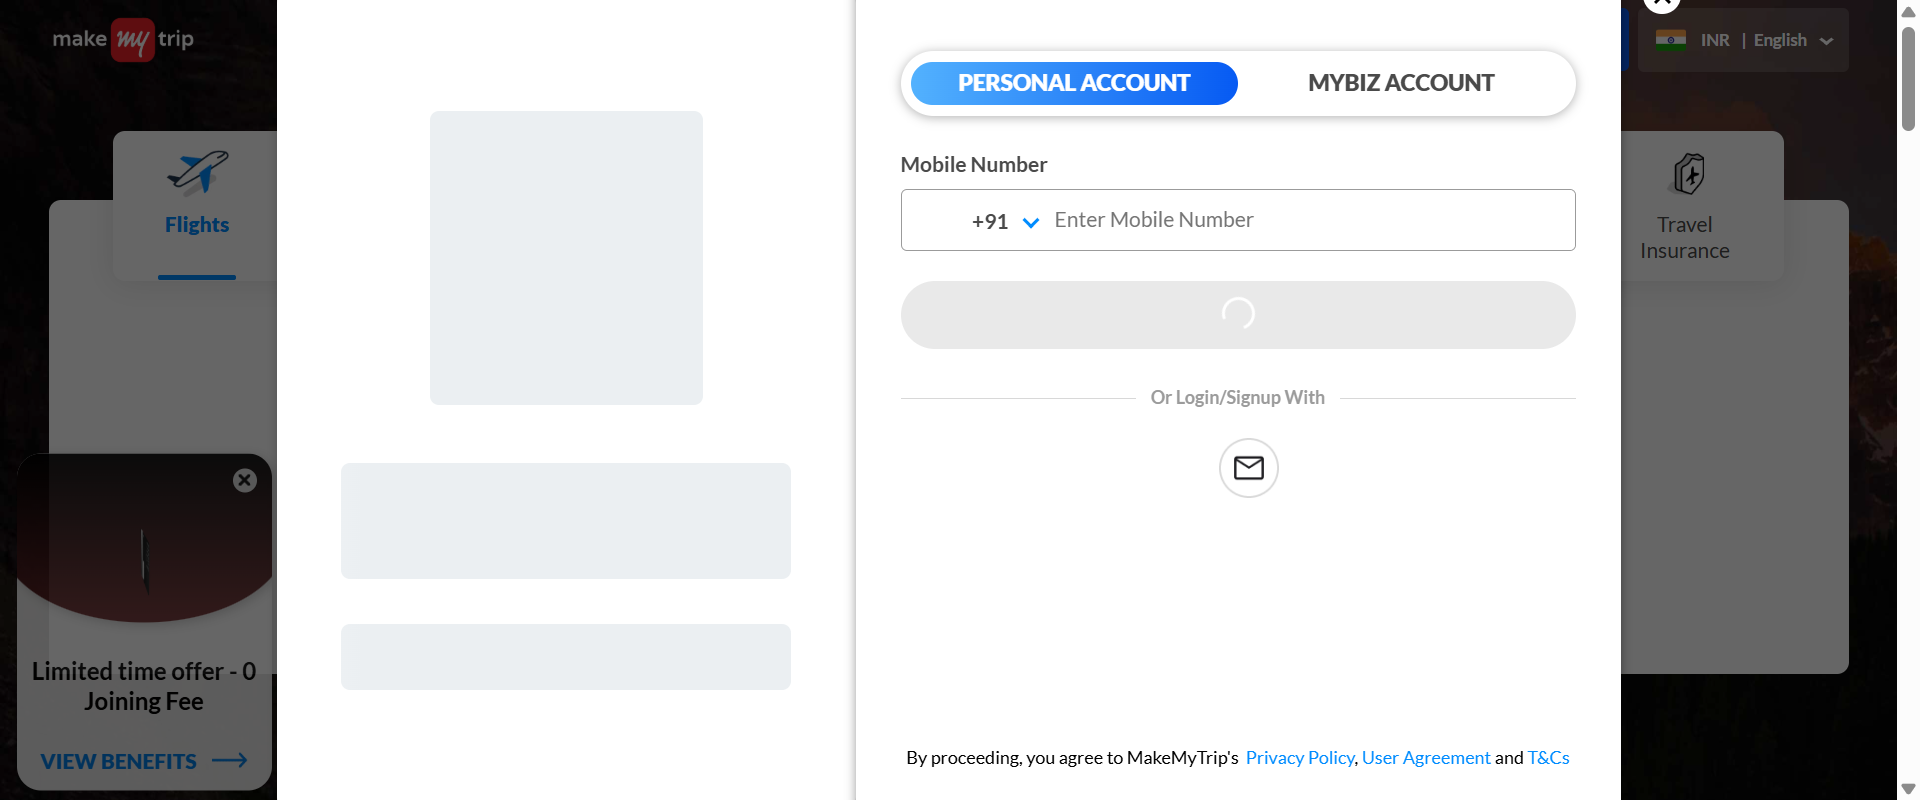 make my trip
INR | English
PERSONAL ACCOUNT
MYBIZ ACCOUNT
Flights
Travel
Insurance
Mobile Number
+91 Enter Mobile Number
Or Login/Signup With
Limited time offer - 0
Joining Fee
VIEW BENEFITS
By proceeding, you agree to MakeMyTrip's Privacy Policy, User Agreement and T&Cs